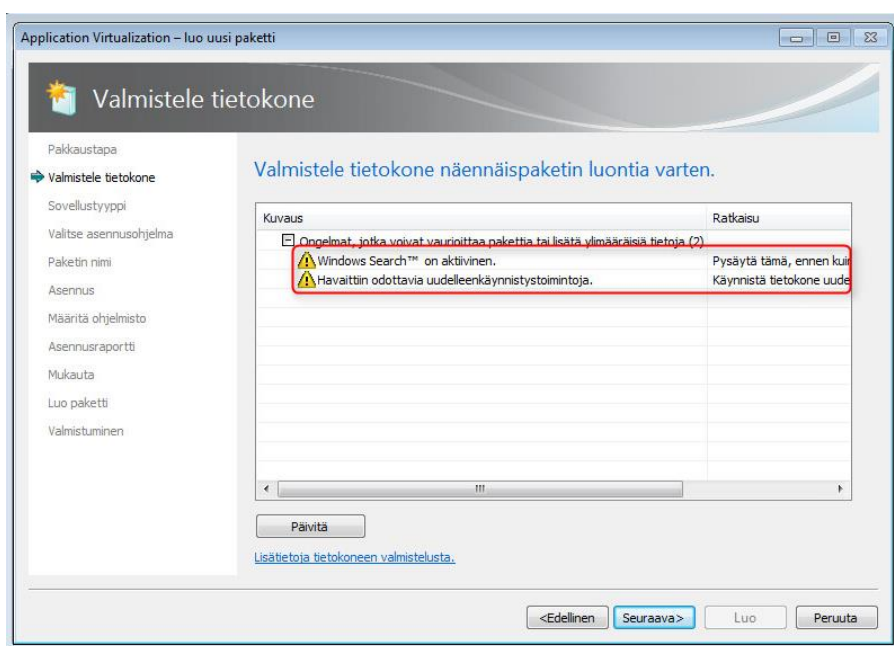 Application Virtualization – luo uusi paketti
Valmistele tietokone
Pakkaustapa
Valmistele tietokone
Sovellustyyppi
Valitse asennusohjelma
Paketin nimi
Asennus
Määritä ohjelmisto
Asennusraportti
Mukauta
Luo paketti
Valmistuminen
Valmistele tietokone näennäispaketin luontia varten.
Kuvaus Ratkaisu
Ongelmat, jotka voivat vaurioittaa pakettia tai lisätä ylimääräisiä tietoja (2)
Windows Search™ on aktiivinen. Pysäytä tämä, ennen kuin
Havaittiin odottavia uudelleenkäynnistystoimintoja. Käynnistä tietokone uude
Päivitä
Lisätietoja tietokoneen valmistelusta.
<Edellinen Seuraava> Luo Peruuta